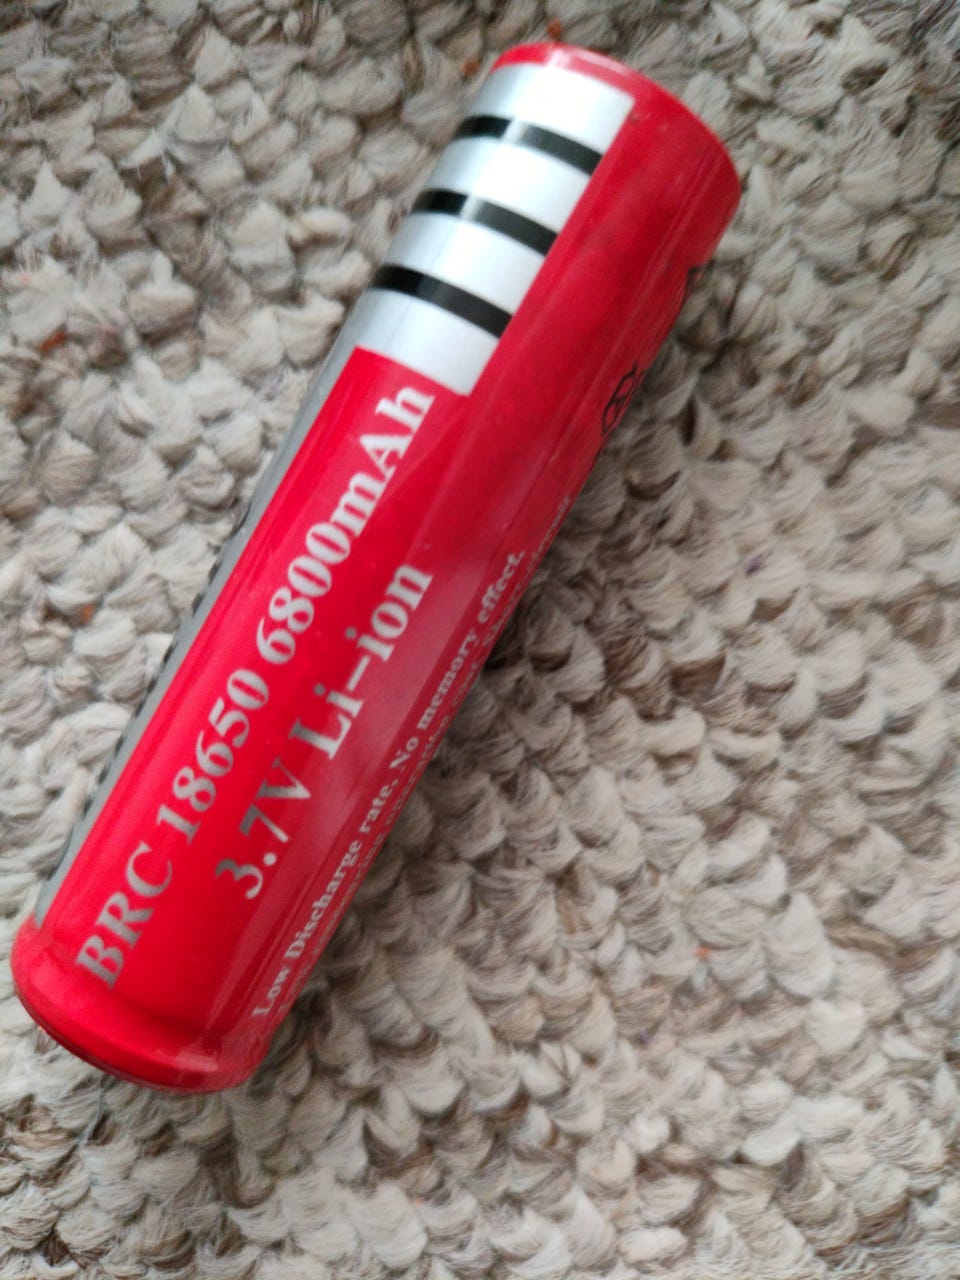 BRC 18650 6800mAh
3.7V Li-ion
Low Discharge rate. No memory effect.